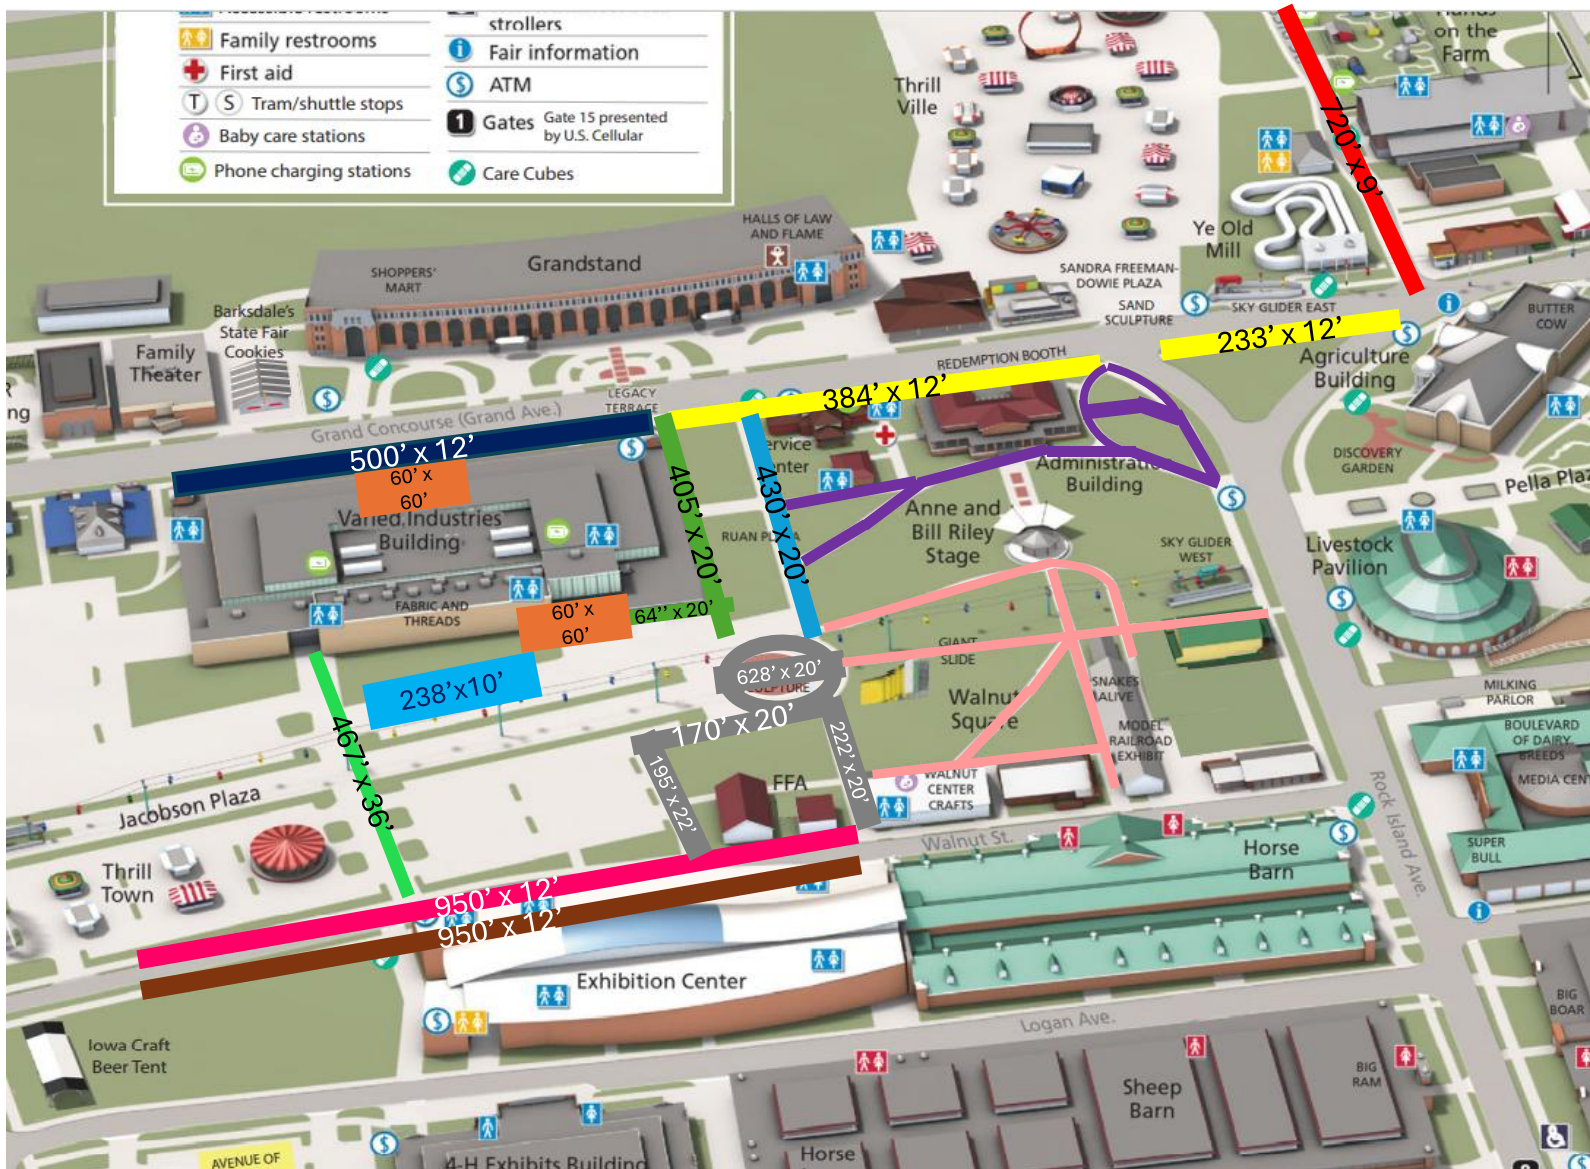 strollers
Family restrooms
Fair information
First aid
ATM
T S Tram/shuttle stops
1 Gates Gate 15 presented
by U.S. Cellular
Baby care stations
Phone charging stations
Care Cubes
on the
Farm
Thrill
Ville
720' x 9'
HALLS OF LAW
AND FLAME
Grandstand
SHOPPERS'
MART
Ye Old
Mill
SANDRA FREEMAN-
DOWIE PLAZA
SAND
SCULPTURE
SKY GLIDER EAST
BUTTER
COW
Barksdale's
State Fair
Cookies
Family
Theater
ng
233' x 12'
Agriculture
Building
REDEMPTION BOOTH
384' x 12'
LEGACY
TERRACE
Grand Concourse (Grand Ave.)
500' x 12'
60' x
60'
Varied Industries
Building
405' x 20'
430' x 20'
Administratio
Building
DISCOVERY
GARDEN
Pella Plaz
Anne and
Bill Riley
Stage
RUAN
SKY GLIDER
WEST
Livestock
Pavilion
FABRIC AND
THREADS
60' x
60'
64'' x 20'
GIANT
SLIDE
628' x 20'
238'x10'
467' x 36'
170' x 20'
195' x 22'
222' x 20'
FFA
Walnut
Square
SNAKES
ALIVE
MODEL
RAILROAD
EXHIBIT
MILKING
PARLOR
BOULEVARD
OF DAIRY
BREEDS
MEDIA CENT
WALNUT
CENTER
CRAFTS
Jacobson Plaza
Thrill
Town
Walnut St.
Rock Island Ave.
SUPER
BULL
Horse
Barn
950' x 12'
950' x 12'
Exhibition Center
Logan Ave.
BIG
BOAR
Iowa Craft
Beer Tent
Sheep
Barn
BIG
RAM
AVENUE OF
4-H Exhibits Building
Horse